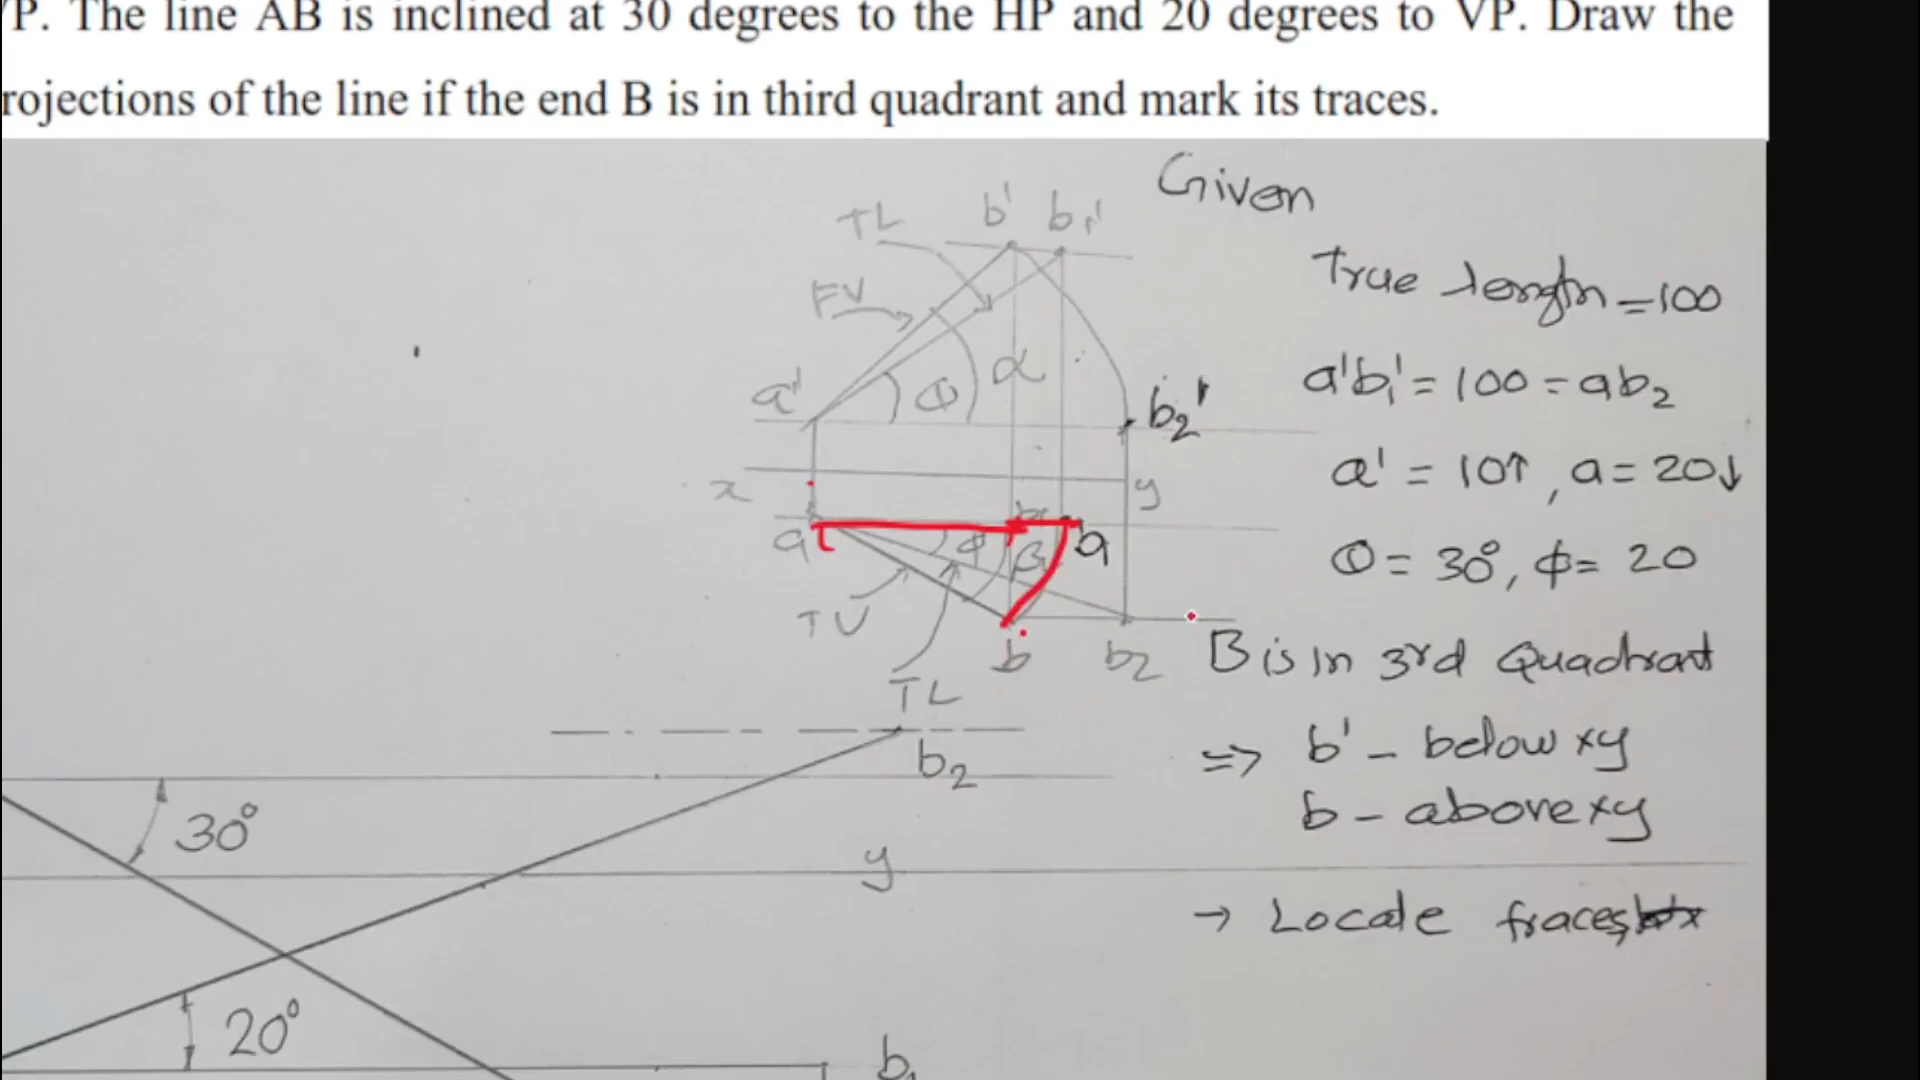 P. The line AB is inclined at 30 degrees to the HP and 20 degrees to VP. Draw the
rojections of the line if the end B is in third quadrant and mark its traces.
Given
TL b' b₁'
True length = 100
FV
a' θ α b₂'
a'b₁' = 100 = ab₂
x y
a' = 10↑, a = 20↓
a φ β a
θ = 30°, φ = 20
TV
b b₂
B is in 3rd Quadrant
TL
b₂
⇒ b' - below xy
30°
b - above xy
y
→ Locate traces
20°
b₁